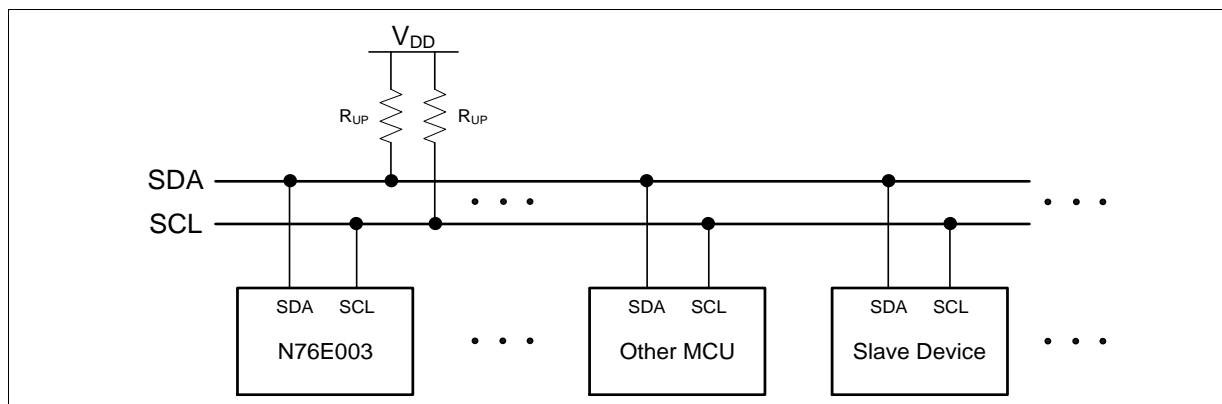 VDD
RUP RUP
SDA
SCL
SDA SCL SDA SCL SDA SCL
N76E003 Other MCU Slave Device